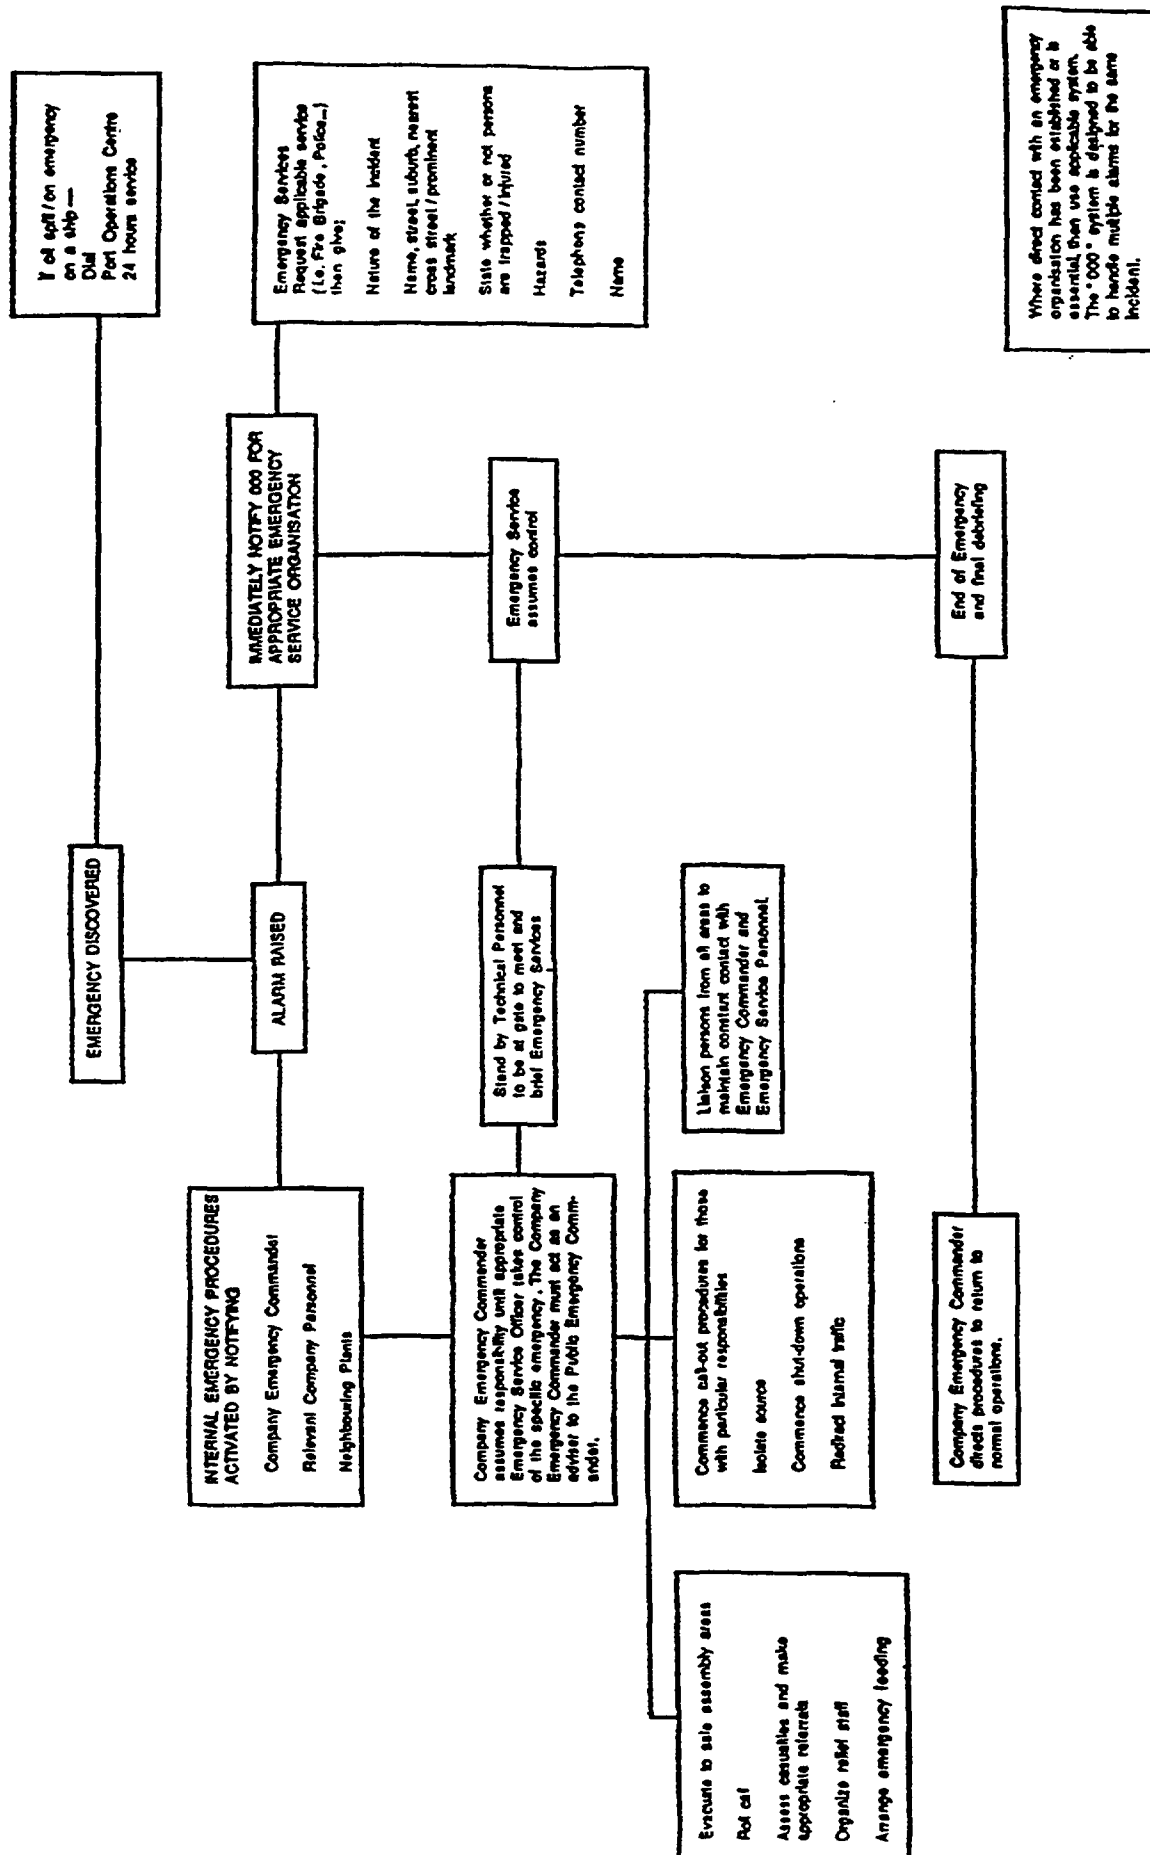 EMERGENCY DISCOVERED
If oil spill / on emergency
on a ship —
Dial
Port Operations Centre
24 hours service
ALARM RAISED
INTERNAL EMERGENCY PROCEDURES
ACTIVATED BY NOTIFYING
Company Emergency Commander
Relevant Company Personnel
Neighbouring Plants
IMMEDIATELY NOTIFY 000 FOR
APPROPRIATE EMERGENCY
SERVICE ORGANISATION
Emergency Services
Request applicable service
(i.e. Fire Brigade, Police...)
then give;
Nature of the Incident
Name, street, suburb, nearest
cross street / prominent
landmark
State whether or not persons
are trapped / injured
Hazards
Telephone contact number
Name
Company Emergency Commander
assumes responsibility until appropriate
Emergency Service Officer takes control
of the specific emergency. The Company
Emergency Commander must act as an
adviser to the Public Emergency Comm-
ander.
Stand by Technical Personnel
to be at gate to meet and
brief Emergency Services
Emergency Service
assumes control
Evacuate to safe assembly areas
Roll call
Assess casualties and make
appropriate referrals
Organize relief staff
Arrange emergency feeding
Commence call-out procedures for those
with particular responsibilities
Isolate source
Commence shut-down operations
Redirect internal traffic
Liaison persons from all areas to
maintain constant contact with
Emergency Commander and
Emergency Service Personnel.
Company Emergency Commander
directs procedures to return to
normal operations.
End of Emergency
and final debriefing
Where direct contact with an emergency
organisation has been established or is
essential, then use applicable system.
The "000" system is designed to be able
to handle multiple alarms for the same
incident.